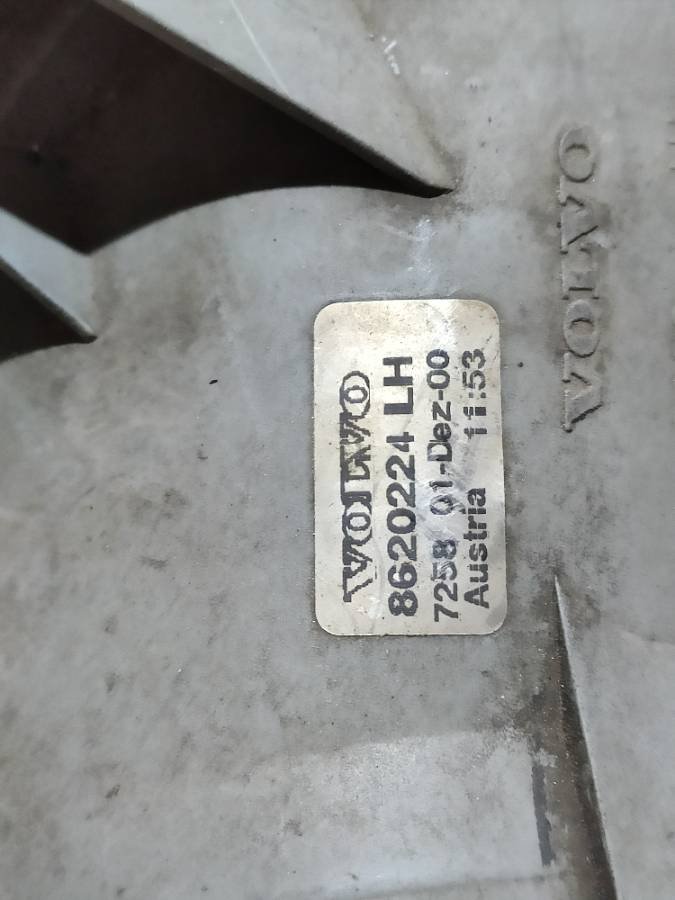 VOLVO
8620224 LH
7258 01-Dez-00
Austria 11:53
VOLVO